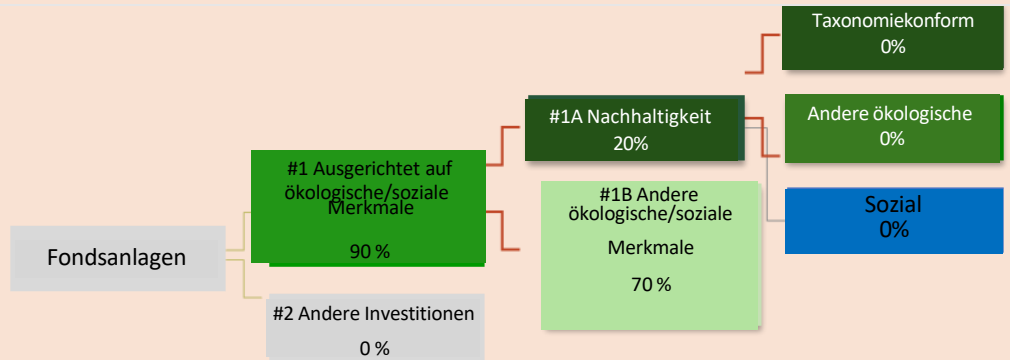 Taxonomiekonform
0%
#1A Nachhaltigkeit
20%
Andere ökologische
0%
#1 Ausgerichtet auf
ökologische/soziale
Merkmale
90 %
#1B Andere
ökologische/soziale
Merkmale
70 %
Sozial
0%
Fondsanlagen
#2 Andere Investitionen
0 %